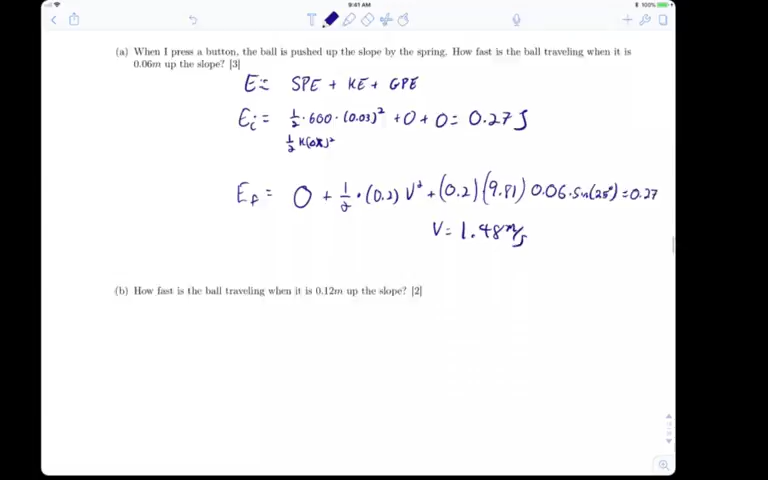 9:41 AM
100%
(a) When I press a button, the ball is pushed up the slope by the spring. How fast is the ball traveling when it is
0.06m up the slope? [3]
E = SPE + KE + GPE
Ei = 1/2 · 600 · (0.03)² + 0 + 0 = 0.27 J
1/2 K(Δx)²
Ef = 0 + 1/2 · (0.2) V² + (0.2) (9.81) 0.06 · sin(25°) = 0.27
V = 1.48 m/s
(b) How fast is the ball traveling when it is 0.12m up the slope? [2]